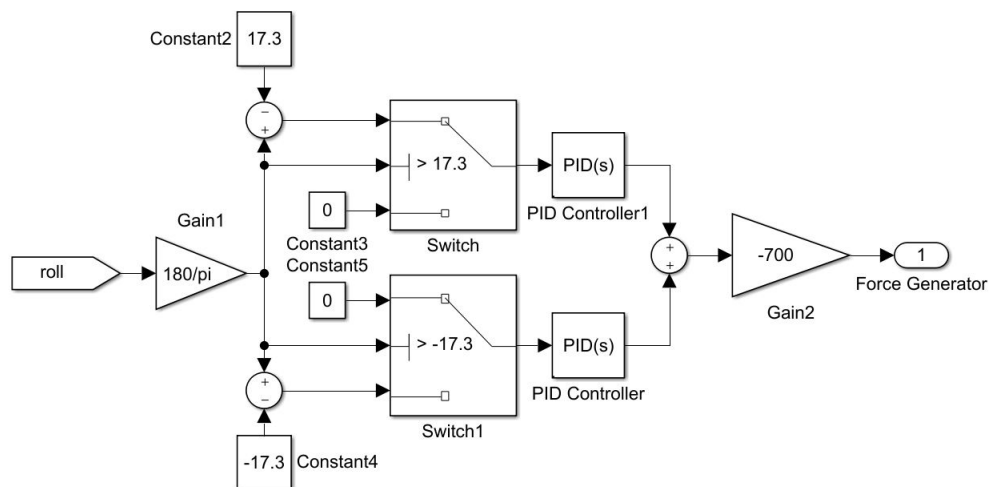 Constant2
17.3
−
+
> 17.3
PID(s)
PID Controller1
0
Constant3
Switch
Gain1
roll
180/pi
Constant5
0
+
+
-700
1
Force Generator
Gain2
> -17.3
PID(s)
PID Controller
Switch1
+
−
-17.3
Constant4